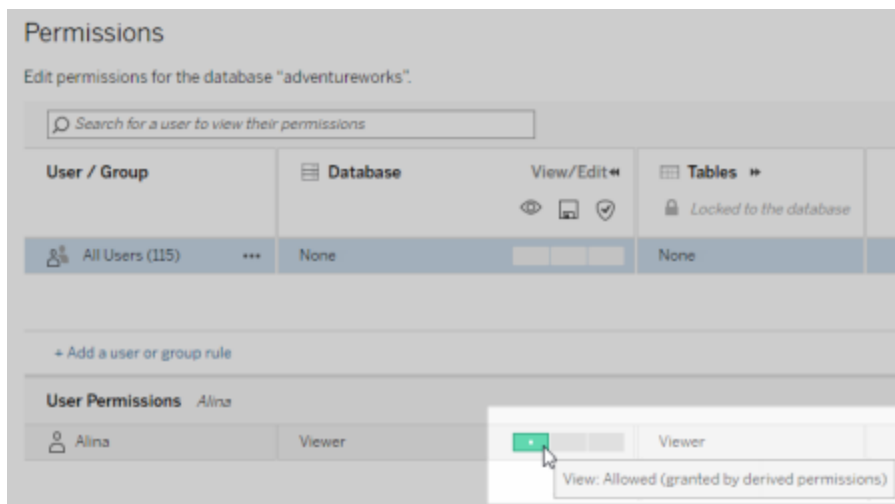 Permissions
Edit permissions for the database "adventureworks".
Search for a user to view their permissions
User / Group Database View/Edit Tables
Locked to the database
All Users (115) ••• None None
+ Add a user or group rule
User Permissions Alina
Alina Viewer Viewer
View: Allowed (granted by derived permissions)